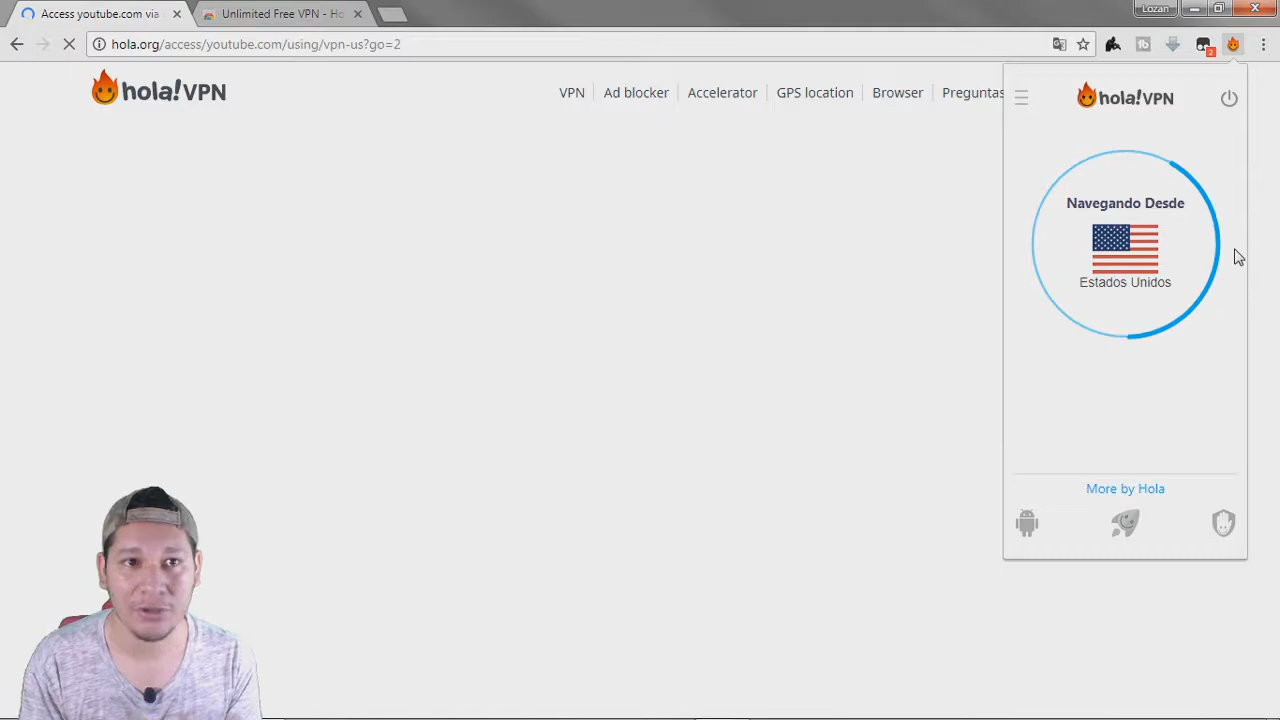 Access youtube.com via
Unlimited Free VPN - Ho
Lozan
hola.org/access/youtube.com/using/vpn-us?go=2
2
hola!VPN
VPN
Ad blocker
Accelerator
GPS location
Browser
Preguntas
hola!VPN
Navegando Desde
Estados Unidos
More by Hola